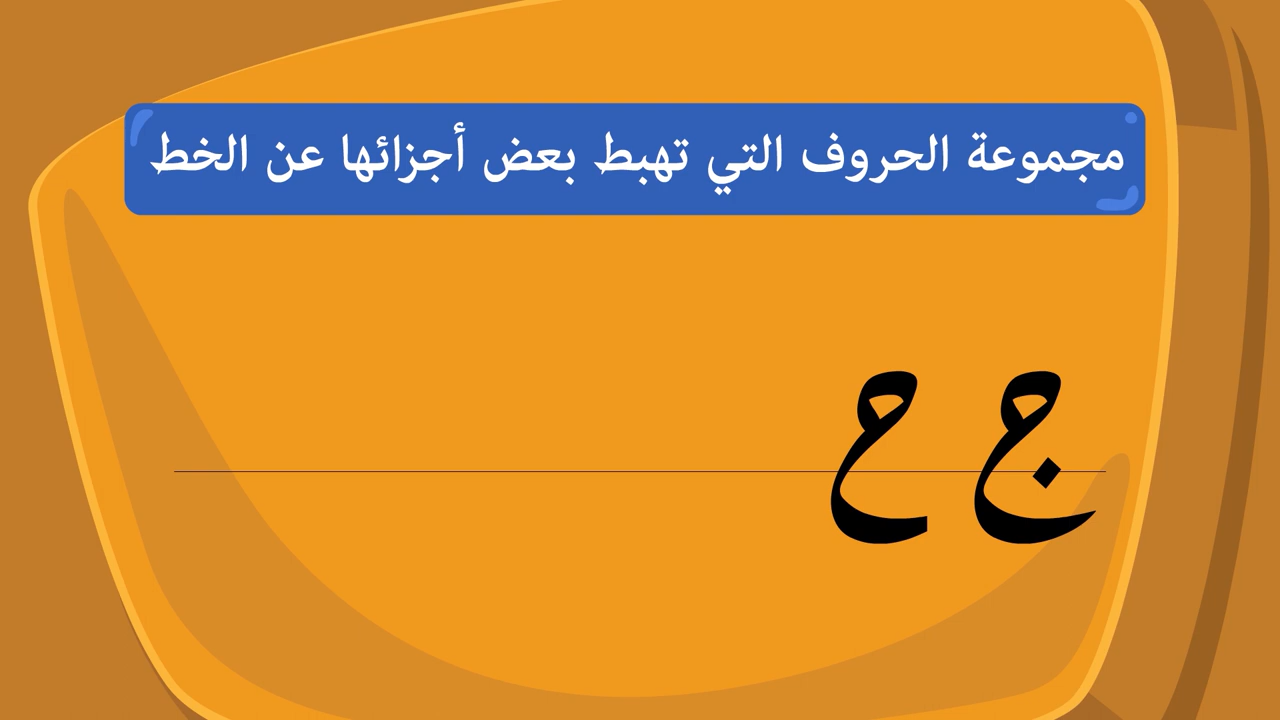 مجموعة الحروف التي تهبط بعض أجزائها عن الخط
ج ح